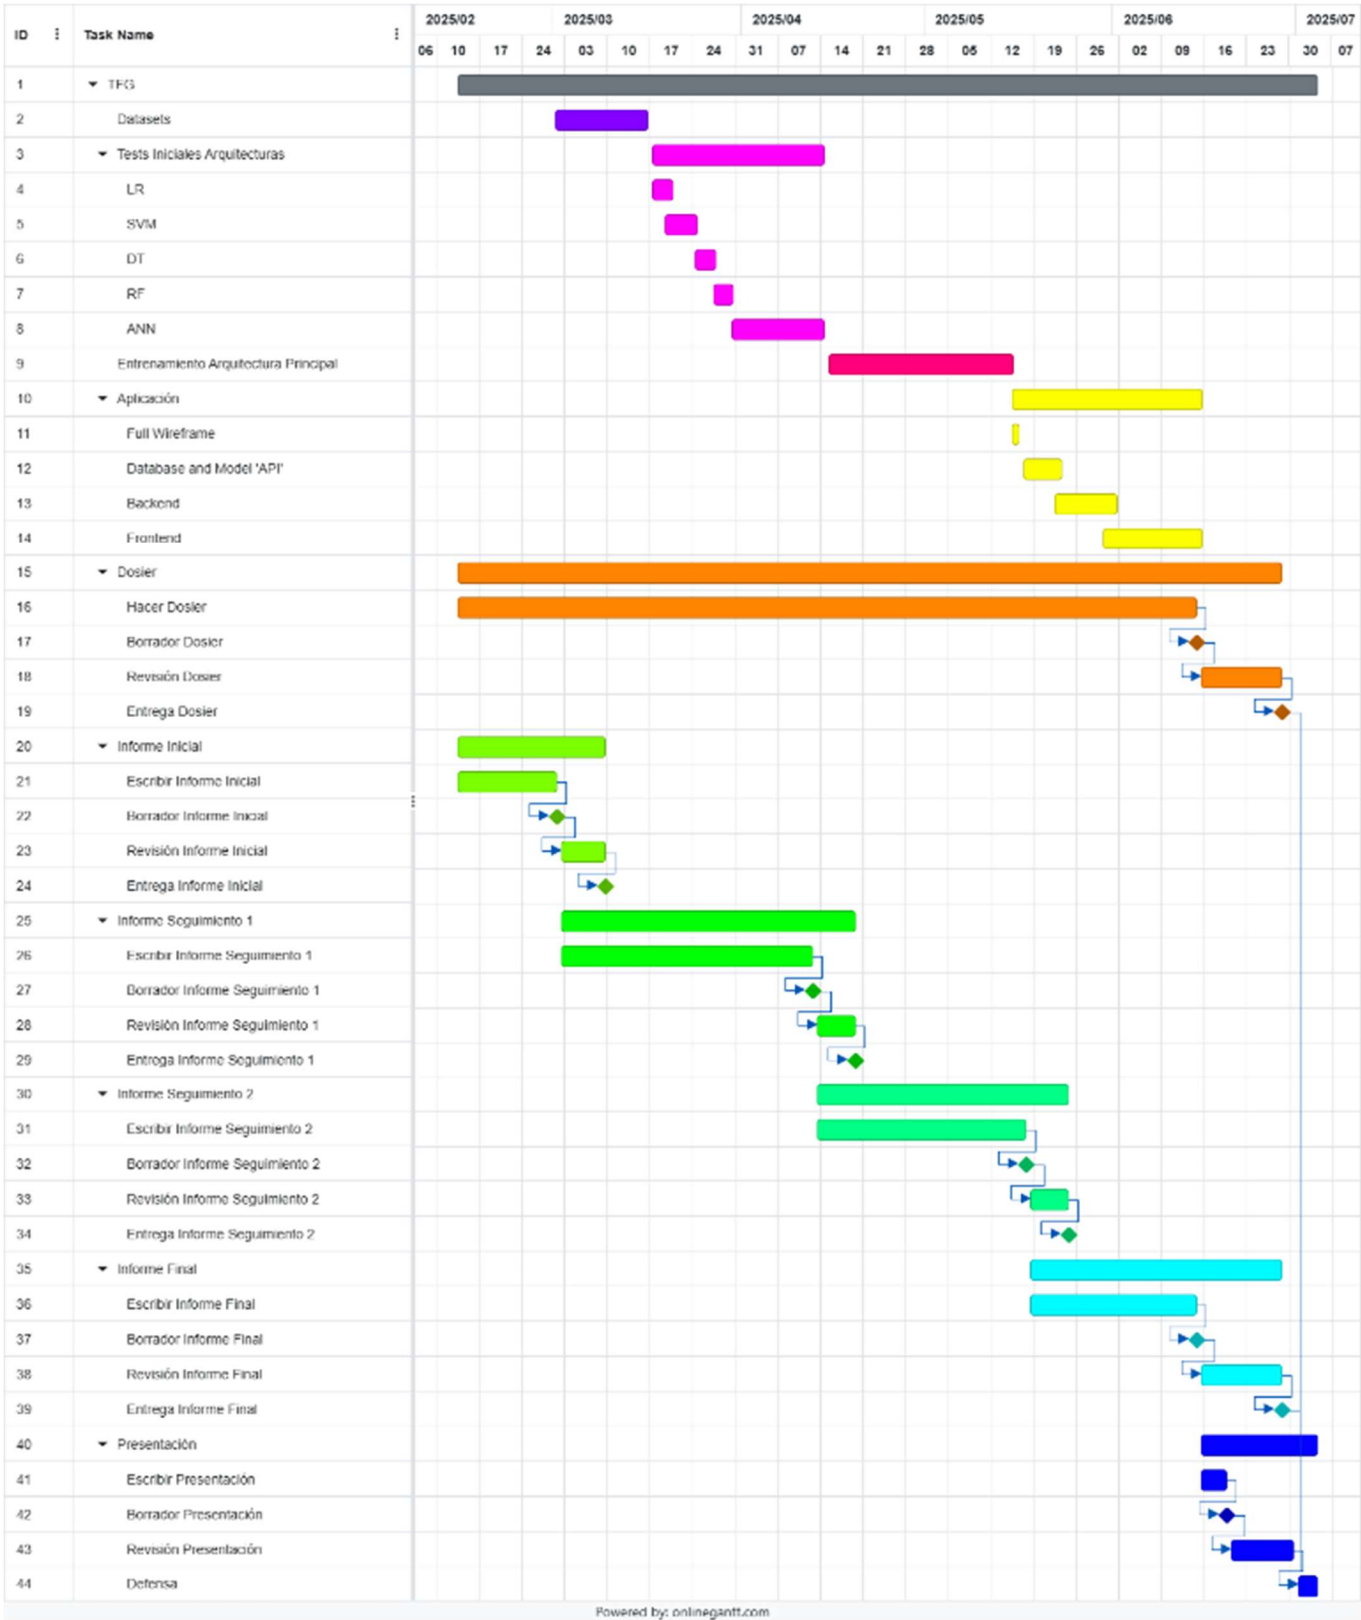 2025/02 2025/03 2025/04 2025/05 2025/06 2025/07
ID Task Name
06 10 17 24 03 10 17 24 31 07 14 21 28 05 12 19 26 02 09 16 23 30 07
1 TFG
2 Datasets
3 Tests Iniciales Arquitecturas
4 LR
5 SVM
6 DT
7 RF
8 ANN
9 Entrenamiento Arquitectura Principal
10 Aplicación
11 Full Wireframe
12 Database and Model 'API'
13 Backend
14 Frontend
15 Dosier
16 Hacer Dosier
17 Borrador Dosier
18 Revisión Dosier
19 Entrega Dosier
20 Informe Inicial
21 Escribir Informe Inicial
22 Borrador Informe Inicial
23 Revisión Informe Inicial
24 Entrega Informe Inicial
25 Informe Seguimiento 1
26 Escribir Informe Seguimiento 1
27 Borrador Informe Seguimiento 1
28 Revisión Informe Seguimiento 1
29 Entrega Informe Seguimiento 1
30 Informe Seguimiento 2
31 Escribir Informe Seguimiento 2
32 Borrador Informe Seguimiento 2
33 Revisión Informe Seguimiento 2
34 Entrega Informe Seguimiento 2
35 Informe Final
36 Escribir Informe Final
37 Borrador Informe Final
38 Revisión Informe Final
39 Entrega Informe Final
40 Presentación
41 Escribir Presentación
42 Borrador Presentación
43 Revisión Presentación
44 Defensa
Powered by: onlinegantt.com